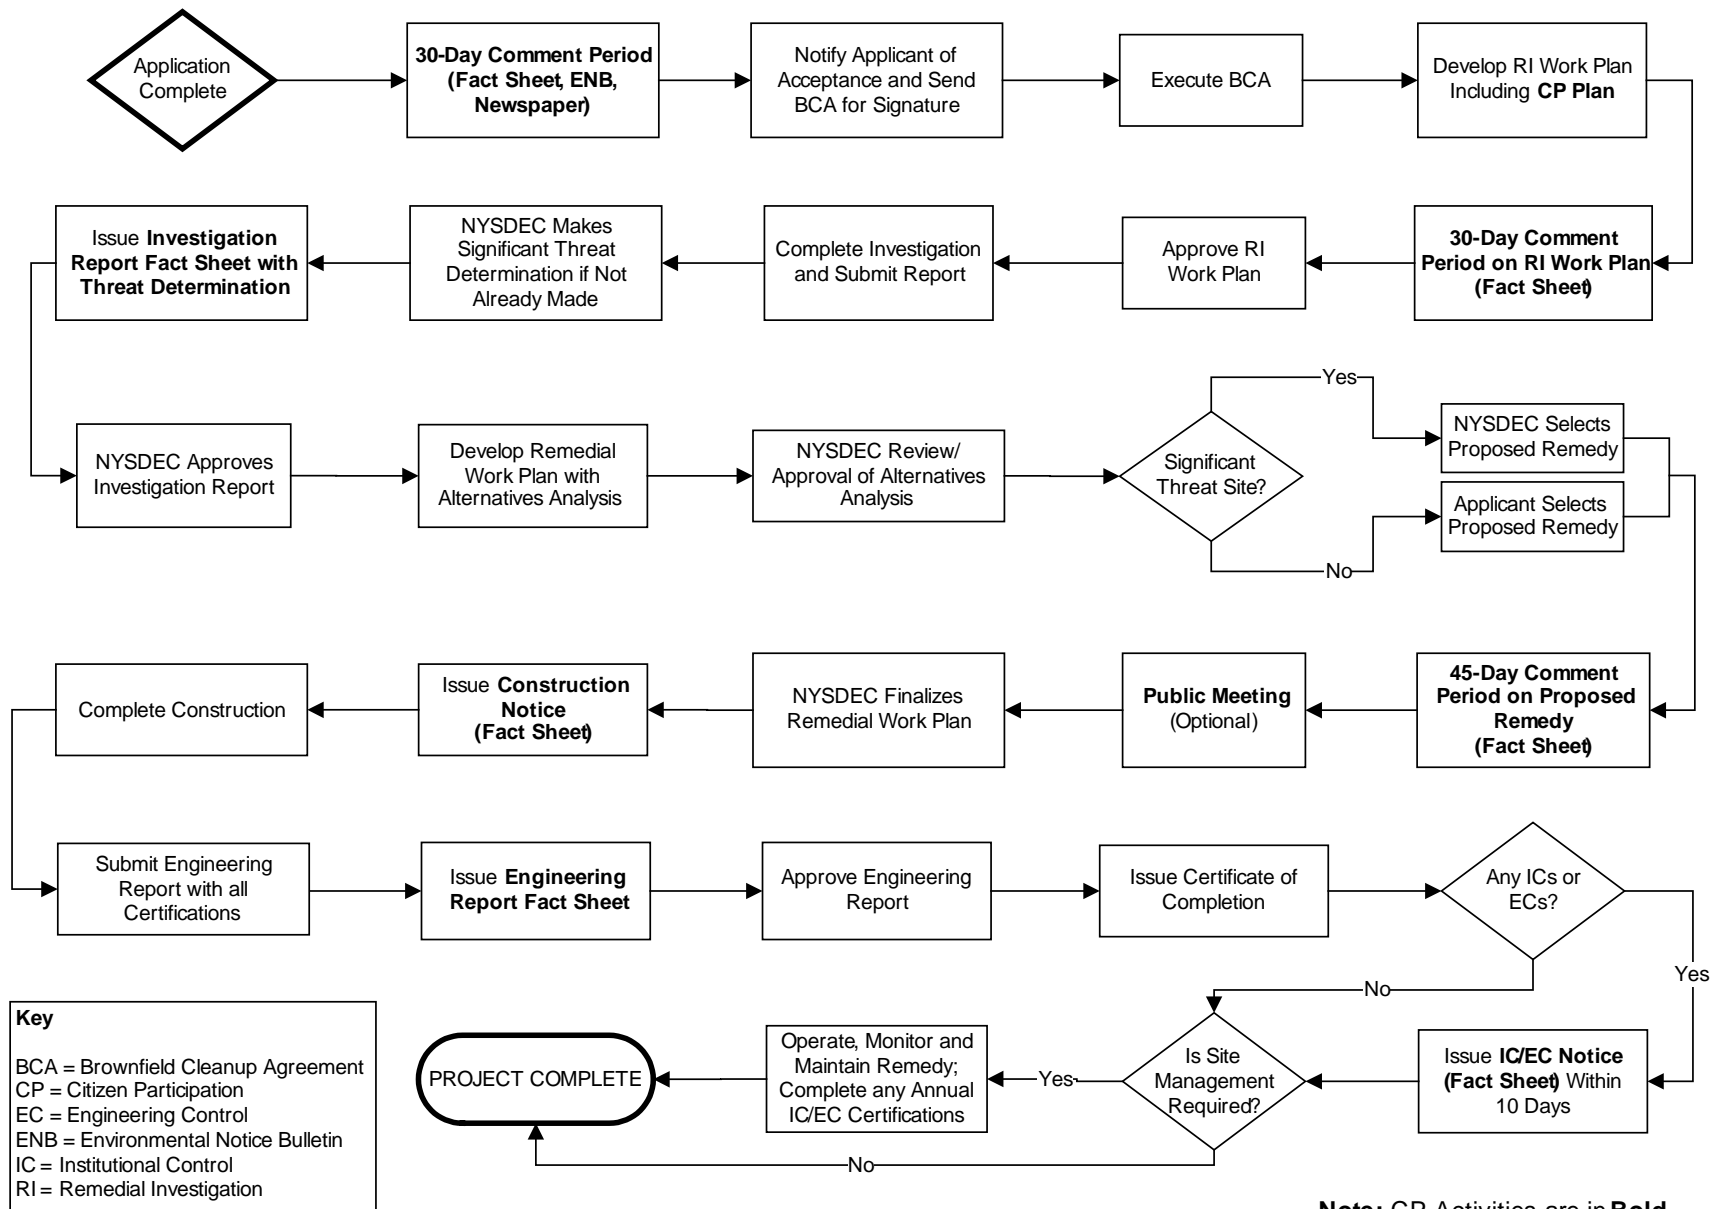 Application
Complete
30-Day Comment Period
(Fact Sheet, ENB,
Newspaper)
Notify Applicant of
Acceptance and Send
BCA for Signature
Execute BCA
Develop RI Work Plan
Including CP Plan
Issue Investigation
Report Fact Sheet with
Threat Determination
NYSDEC Makes
Significant Threat
Determination if Not
Already Made
Complete Investigation
and Submit Report
Approve RI
Work Plan
30-Day Comment
Period on RI Work Plan
(Fact Sheet)
NYSDEC Approves
Investigation Report
Develop Remedial
Work Plan with
Alternatives Analysis
NYSDEC Review/
Approval of Alternatives
Analysis
Significant
Threat Site?
Yes
No
NYSDEC Selects
Proposed Remedy
Applicant Selects
Proposed Remedy
Complete Construction
Issue Construction
Notice
(Fact Sheet)
NYSDEC Finalizes
Remedial Work Plan
Public Meeting
(Optional)
45-Day Comment
Period on Proposed
Remedy
(Fact Sheet)
Submit Engineering
Report with all
Certifications
Issue Engineering
Report Fact Sheet
Approve Engineering
Report
Issue Certificate of
Completion
Any ICs or
ECs?
Yes
No
Key
BCA = Brownfield Cleanup Agreement
CP = Citizen Participation
EC = Engineering Control
ENB = Environmental Notice Bulletin
IC = Institutional Control
RI = Remedial Investigation
PROJECT COMPLETE
Operate, Monitor and
Maintain Remedy;
Complete any Annual
IC/EC Certifications
Yes
Is Site
Management
Required?
Issue IC/EC Notice
(Fact Sheet) Within
10 Days
No
Note: CP Activities are in Bold